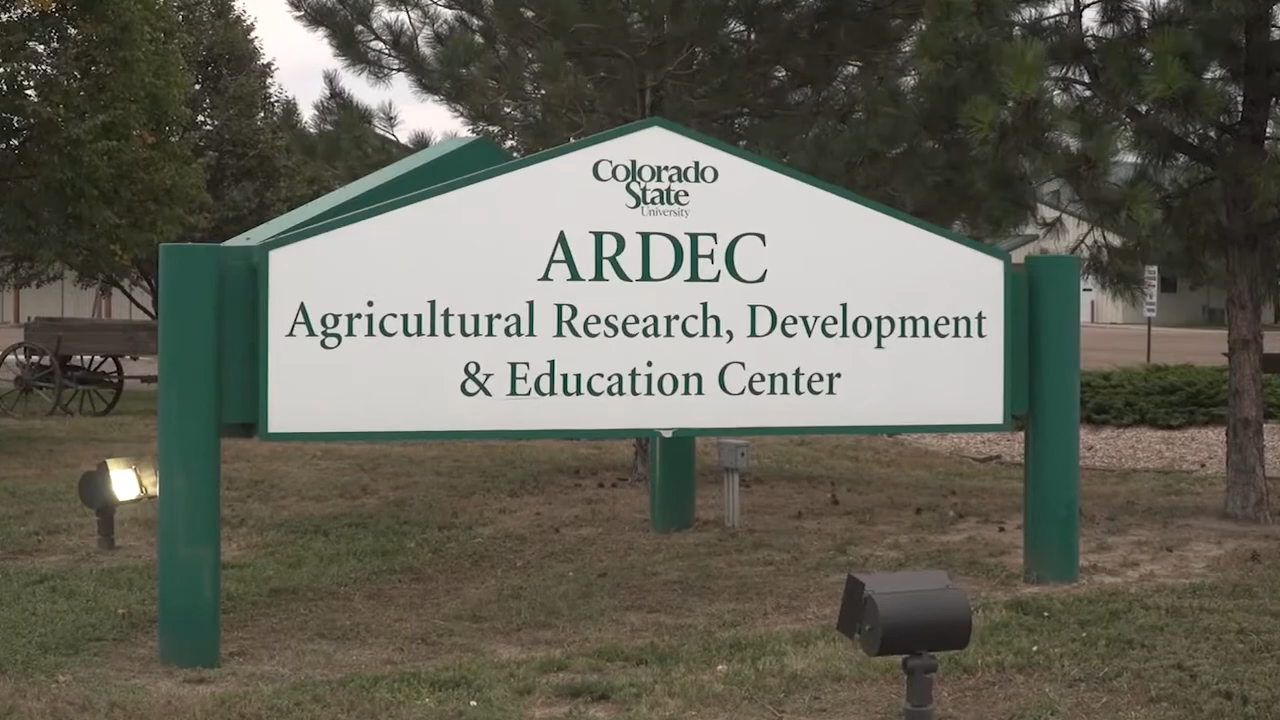 Colorado
State
University
ARDEC
Agricultural Research, Development
& Education Center